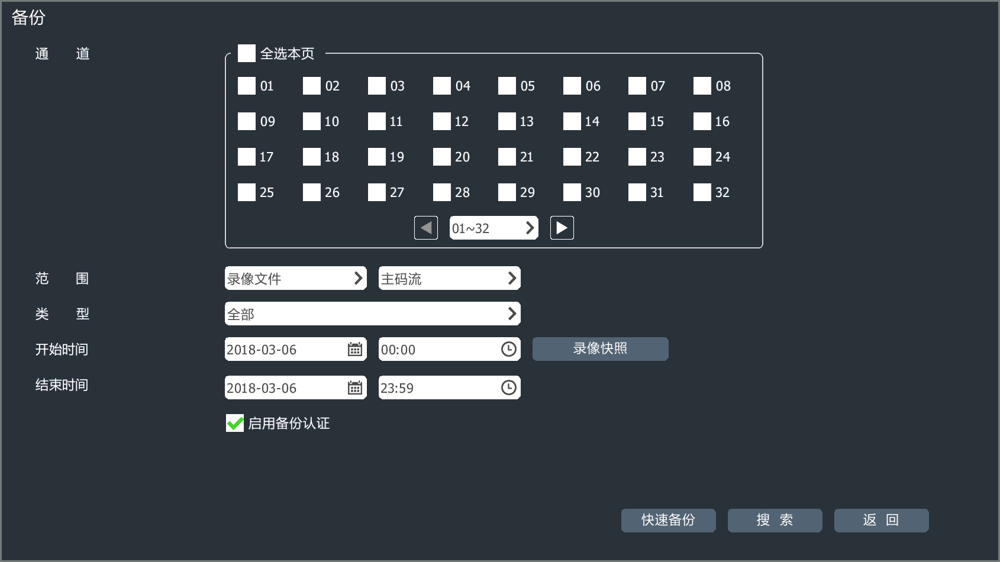 备份
通 道 全选本页
01 02 03 04 05 06 07 08
09 10 11 12 13 14 15 16
17 18 19 20 21 22 23 24
25 26 27 28 29 30 31 32
01~32
范 围 录像文件 主码流
类 型 全部
开始时间 2018-03-06 00:00 录像快照
结束时间 2018-03-06 23:59
启用备份认证
快速备份 搜 索 返 回